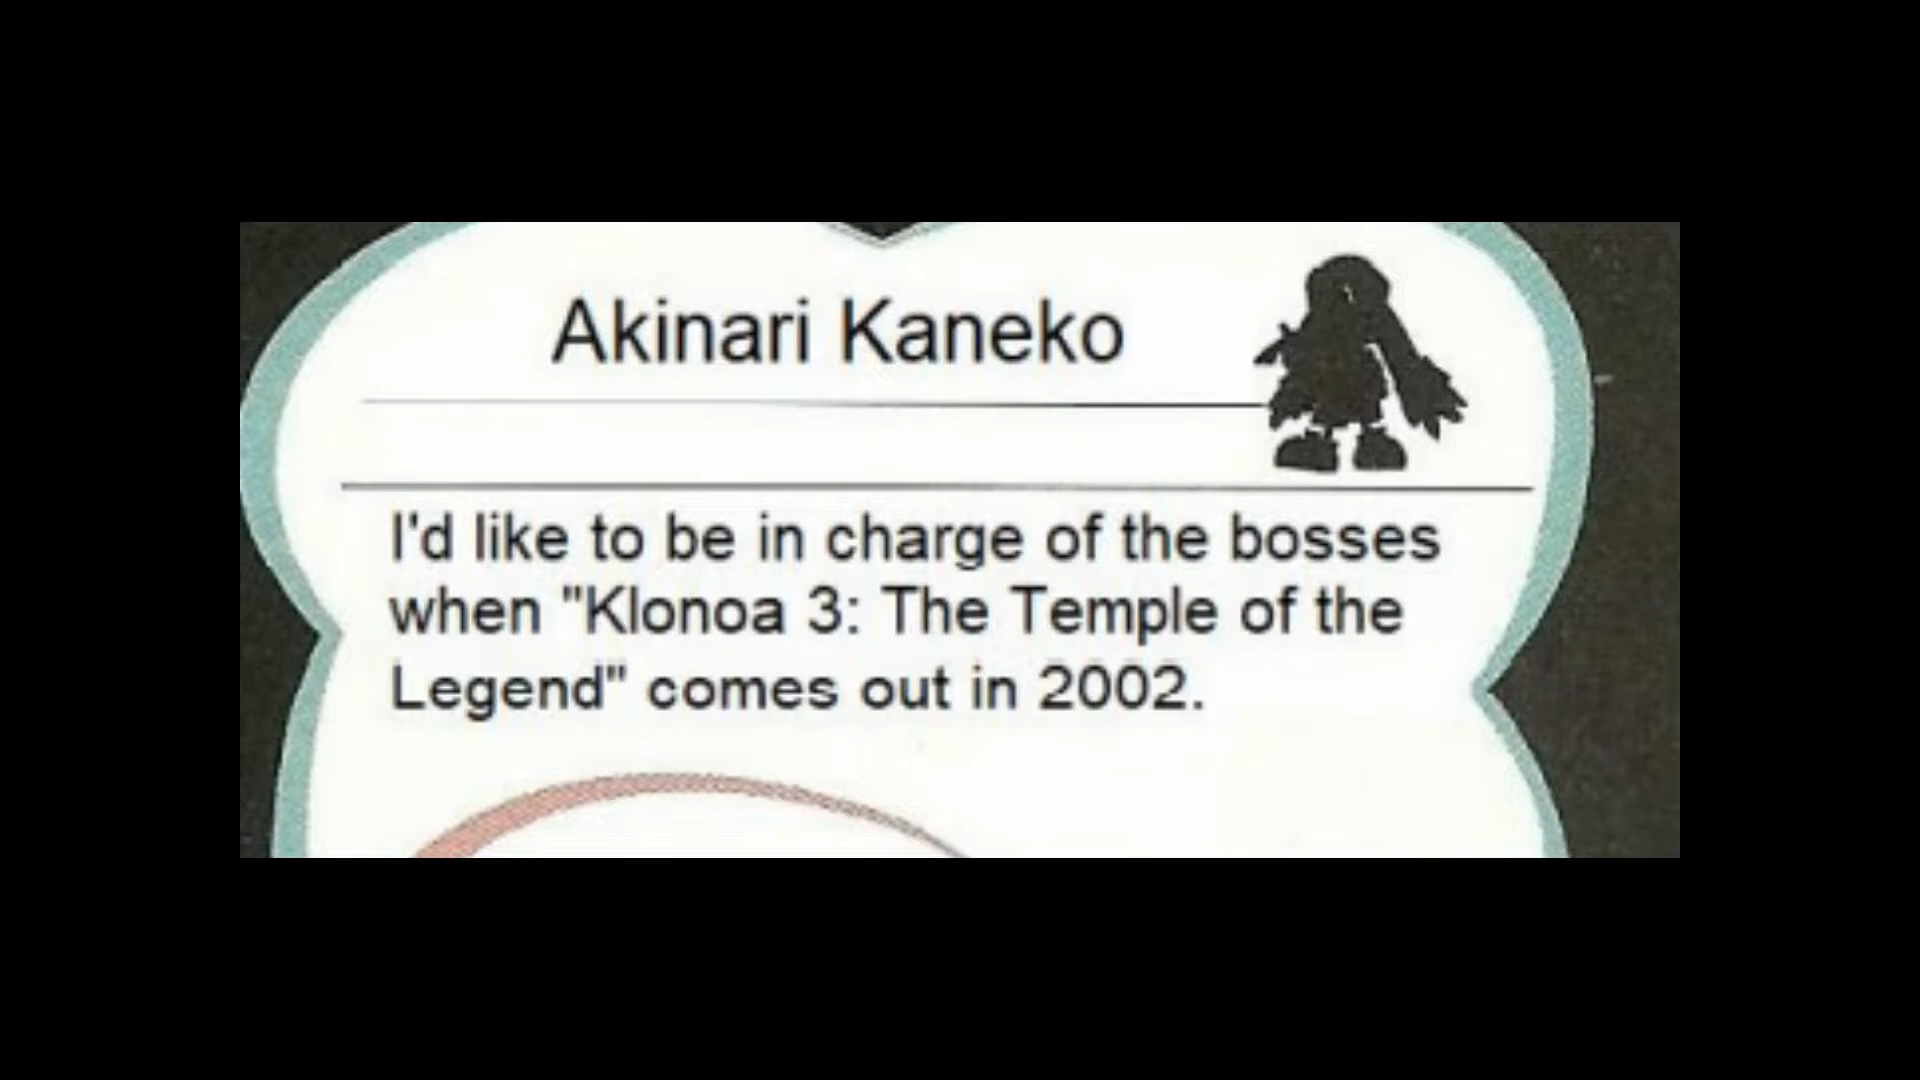 Akinari Kaneko
I'd like to be in charge of the bosses
when "Klonoa 3: The Temple of the
Legend" comes out in 2002.